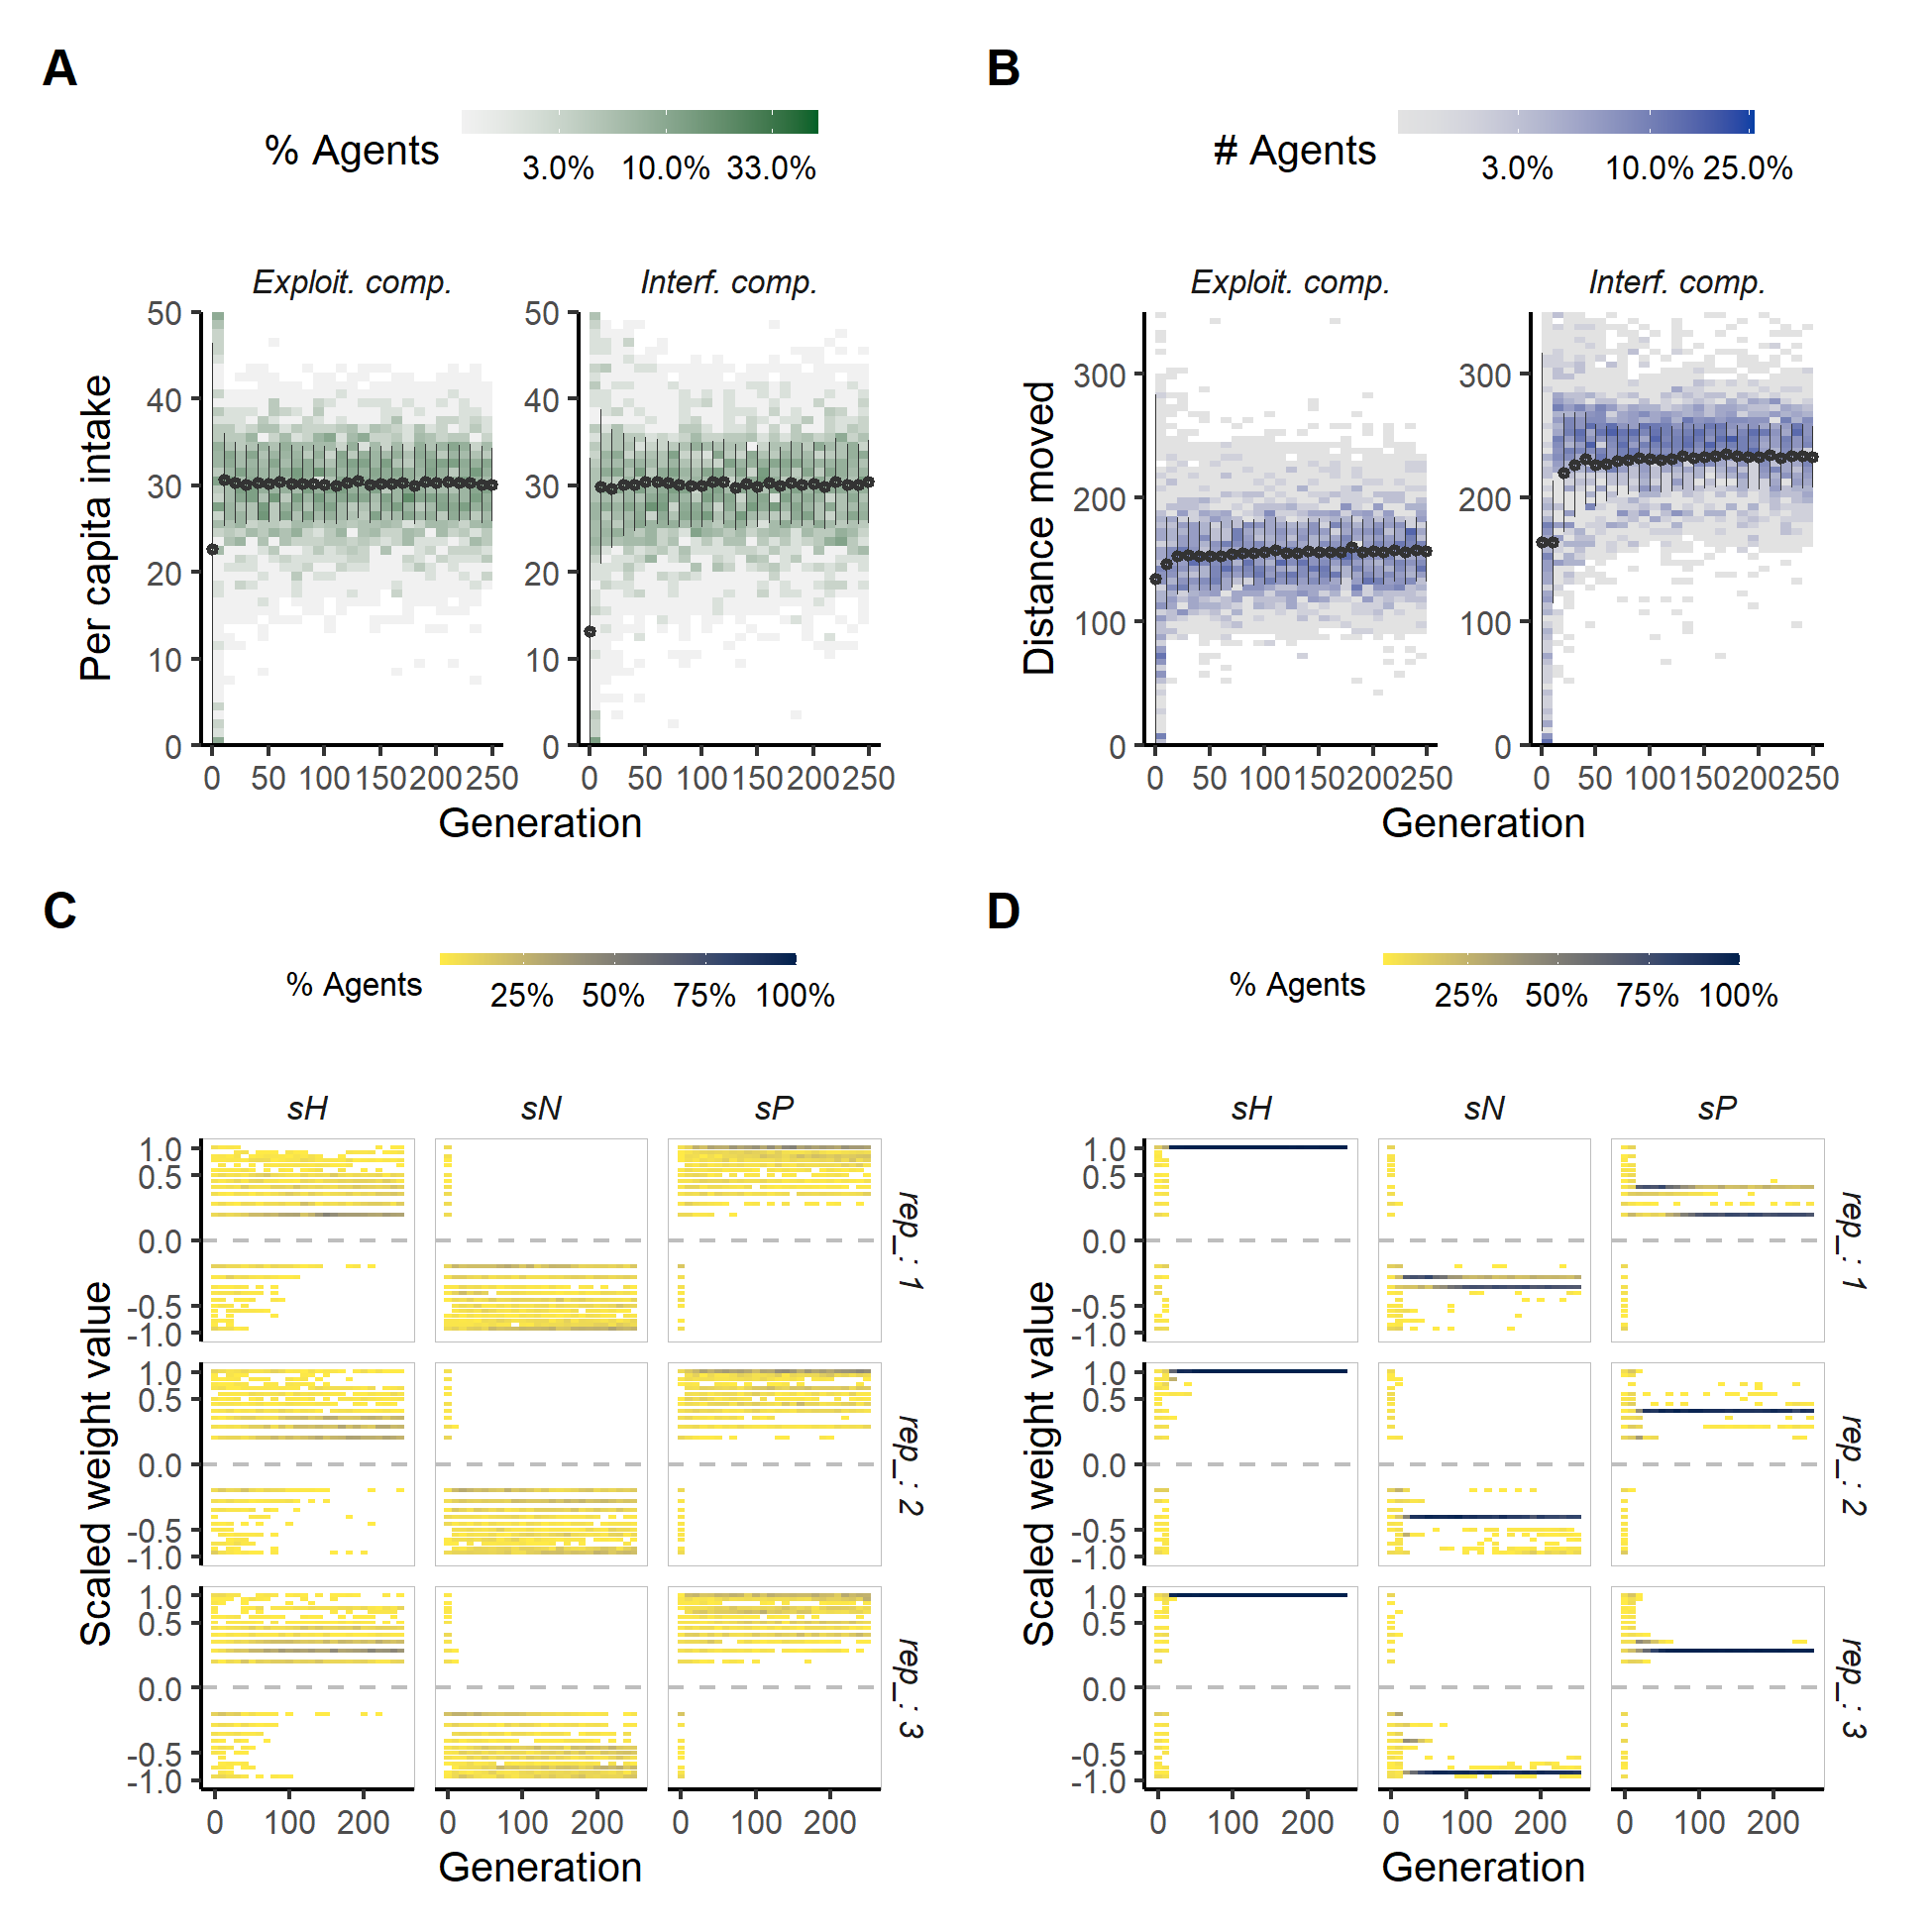 A
% Agents
3.0% 10.0% 33.0%
Exploit. comp. Interf. comp.
Per capita intake
50
40
30
20
10
0
50
40
30
20
10
0
0 50 100 150 200 250
0 50 100 150 200 250
Generation
B
# Agents
3.0% 10.0% 25.0%
Exploit. comp. Interf. comp.
Distance moved
300
200
100
0
300
200
100
0
0 50 100 150 200 250
0 50 100 150 200 250
Generation
C
% Agents
25% 50% 75% 100%
sH sN sP
Scaled weight value
1.0
0.5
0.0
-0.5
-1.0
rep_: 1
1.0
0.5
0.0
-0.5
-1.0
rep_: 2
1.0
0.5
0.0
-0.5
-1.0
rep_: 3
0 100 200
0 100 200
0 100 200
Generation
D
% Agents
25% 50% 75% 100%
sH sN sP
Scaled weight value
1.0
0.5
0.0
-0.5
-1.0
rep_: 1
1.0
0.5
0.0
-0.5
-1.0
rep_: 2
1.0
0.5
0.0
-0.5
-1.0
rep_: 3
0 100 200
0 100 200
0 100 200
Generation